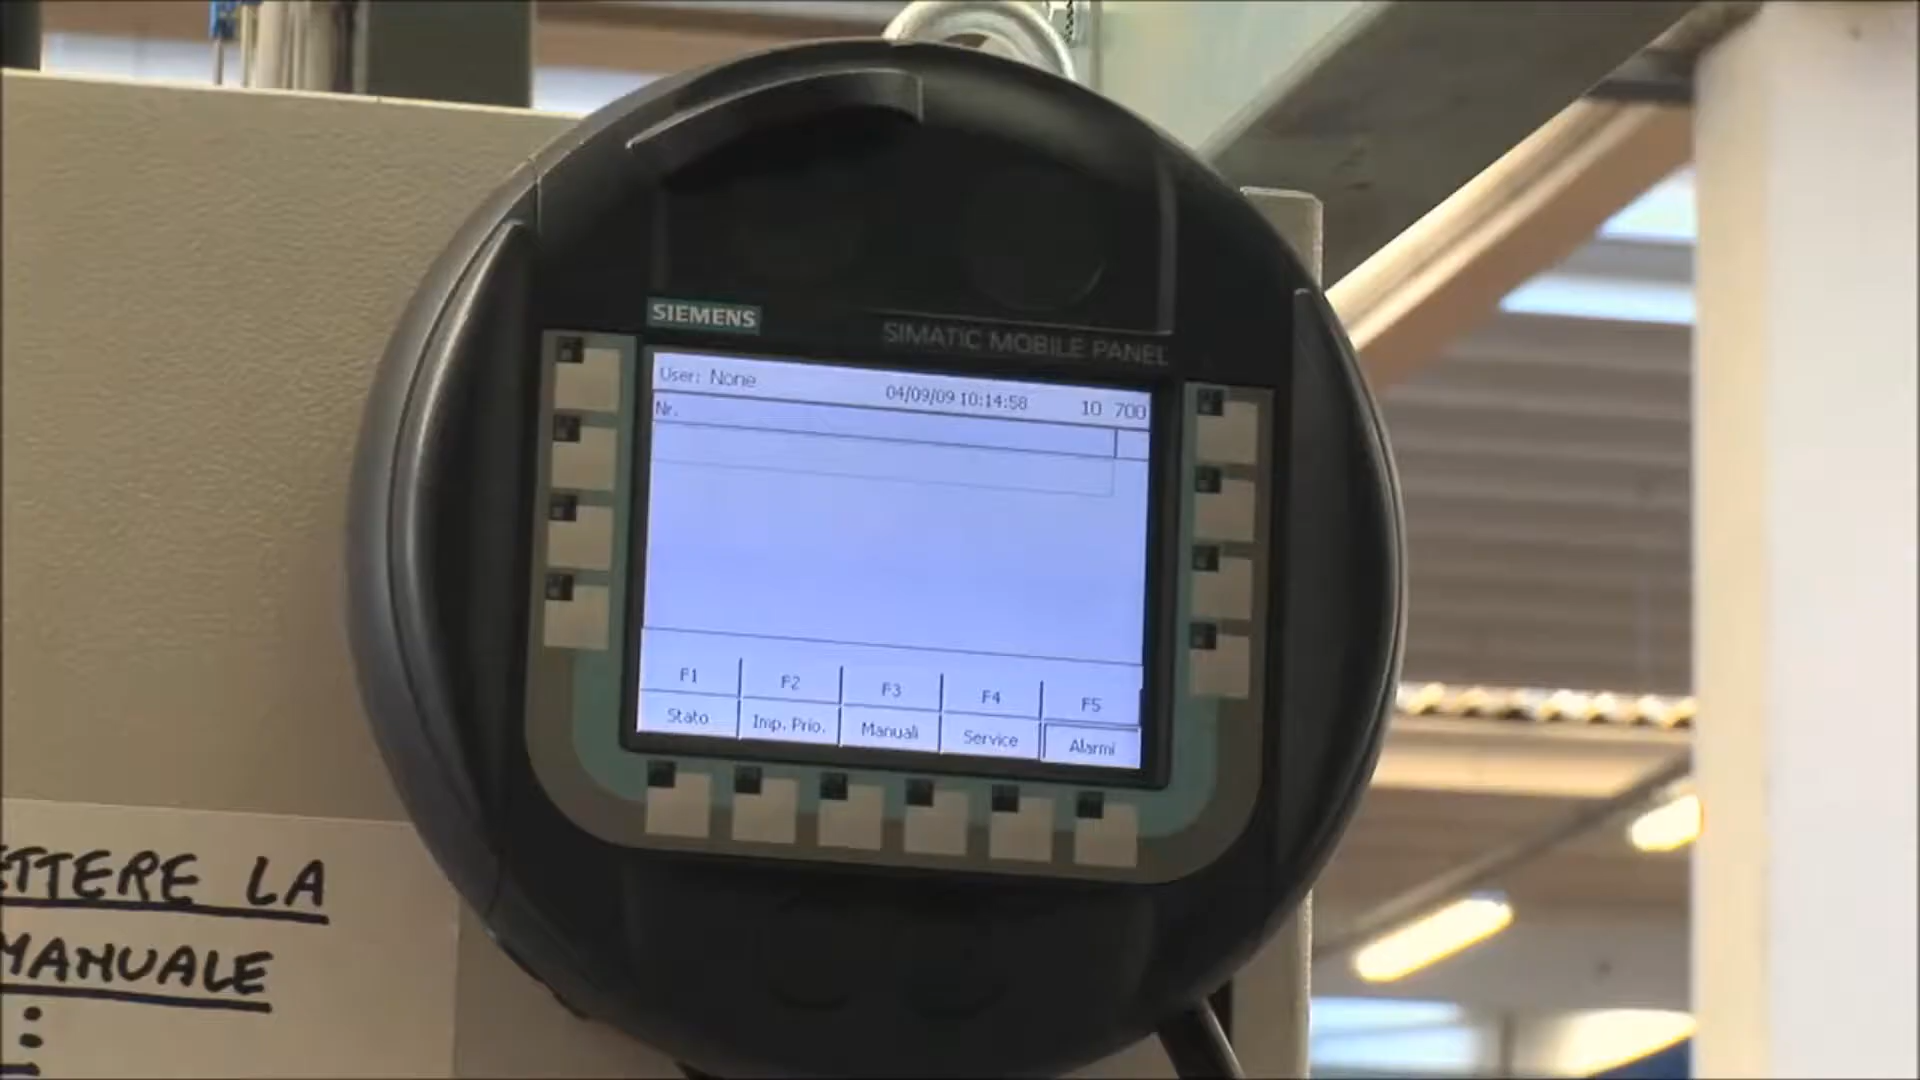 SIEMENS
SIMATIC MOBILE PANEL
User: None 04/09/09 10:14:58 10 700
Nr.
F1 F2 F3 F4 F5
Stato Imp. Prio. Manuali Service Alarmi
ETTERE LA
MANUALE